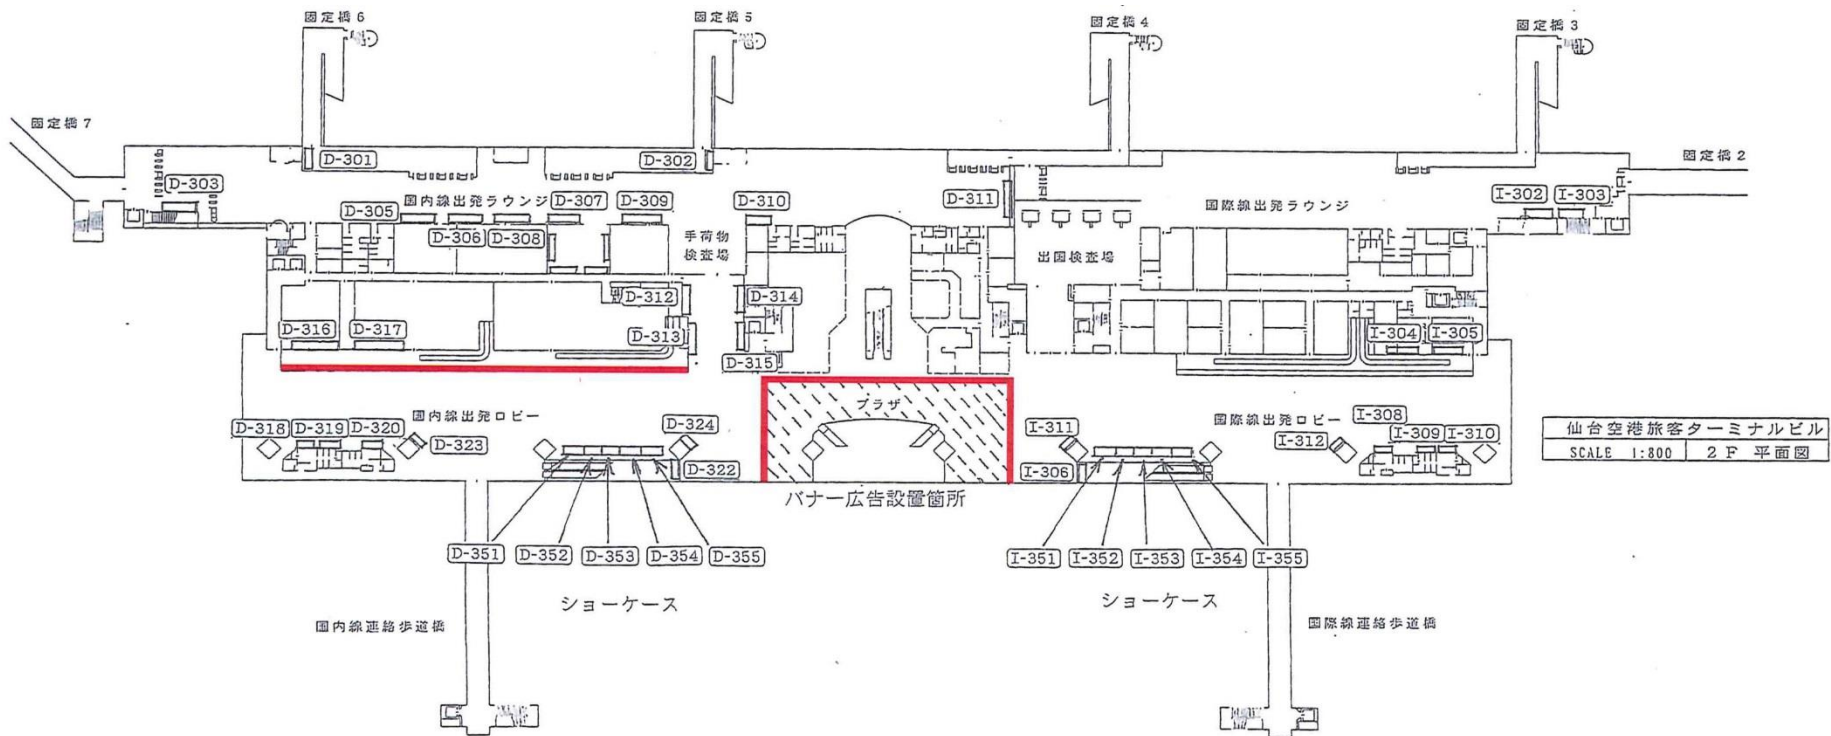 固定橋6
固定橋5
固定橋4
固定橋3
固定橋7
固定橋2
D-301
D-302
D-303
国内線出発ラウンジ
D-305
D-306
D-308
D-307
D-309
D-310
D-311
国際線出発ラウンジ
I-302
I-303
手荷物
検査場
出国検査場
D-312
D-314
D-313
D-315
D-316
D-317
I-304
I-305
プラザ
国内線出発ロビー
国際線出発ロビー
D-318
D-319
D-320
D-323
D-324
D-322
I-311
I-306
I-308
I-312
I-309
I-310
仙台空港旅客ターミナルビル
SCALE 1:800 2F 平面図
バナー広告設置箇所
D-351
D-352
D-353
D-354
D-355
I-351
I-352
I-353
I-354
I-355
ショーケース
ショーケース
国内線連絡歩道橋
国際線連絡歩道橋